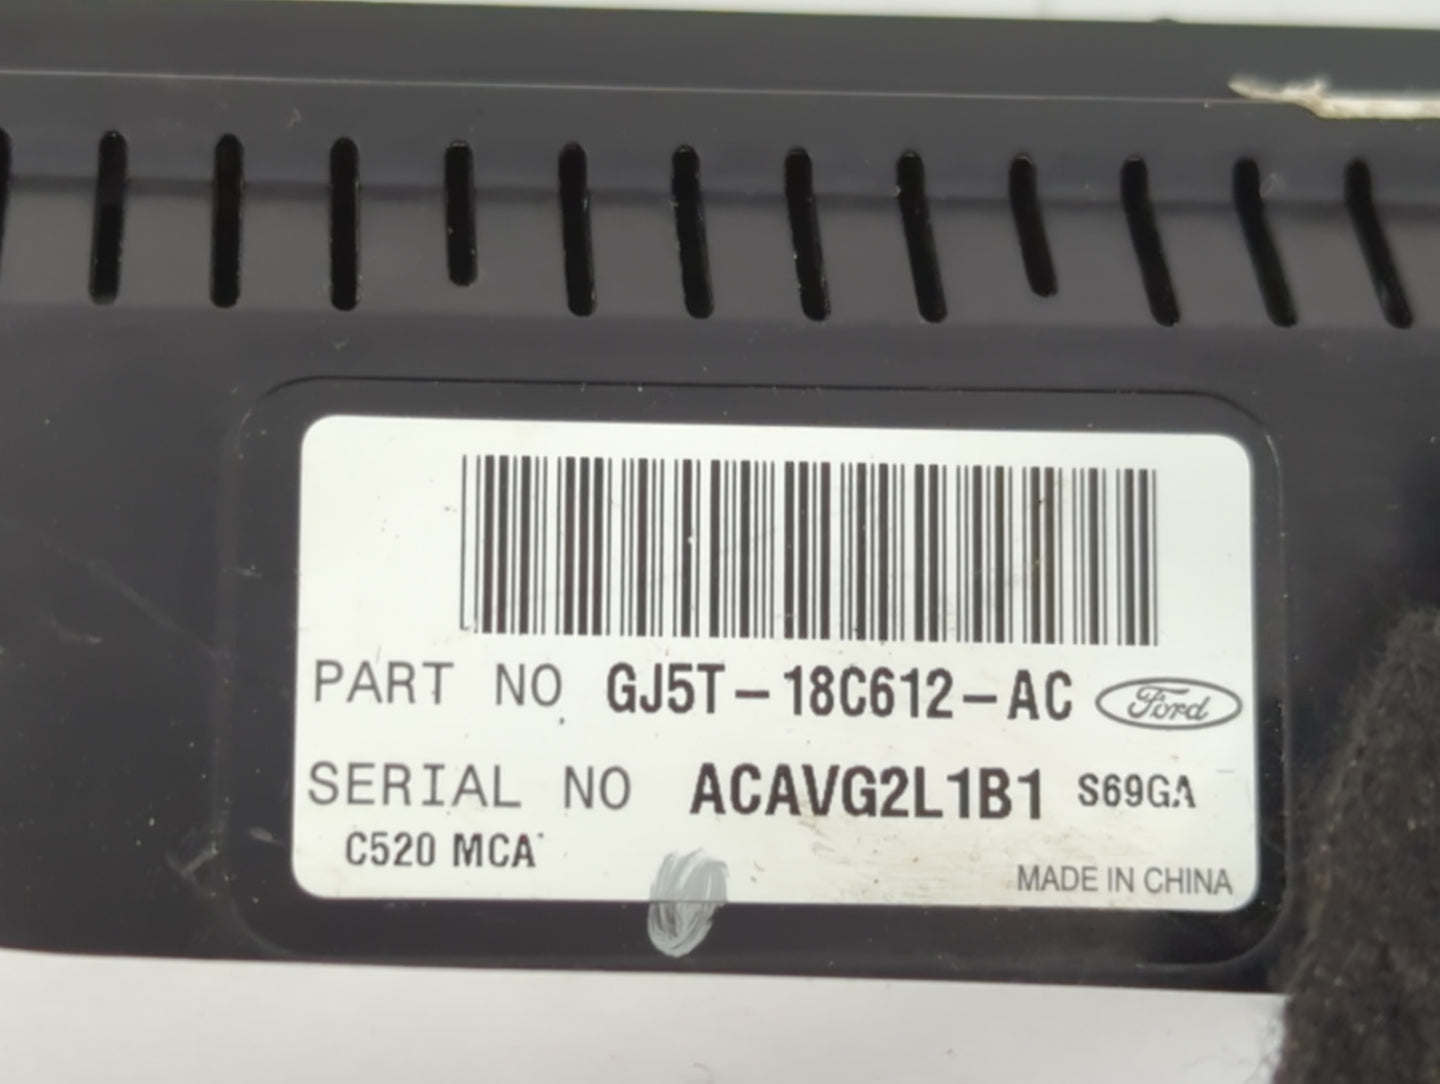 PART NO GJ5T-18C612-AC Ford
SERIAL NO ACAVG2L1B1 S69GA
C520 MCA
MADE IN CHINA